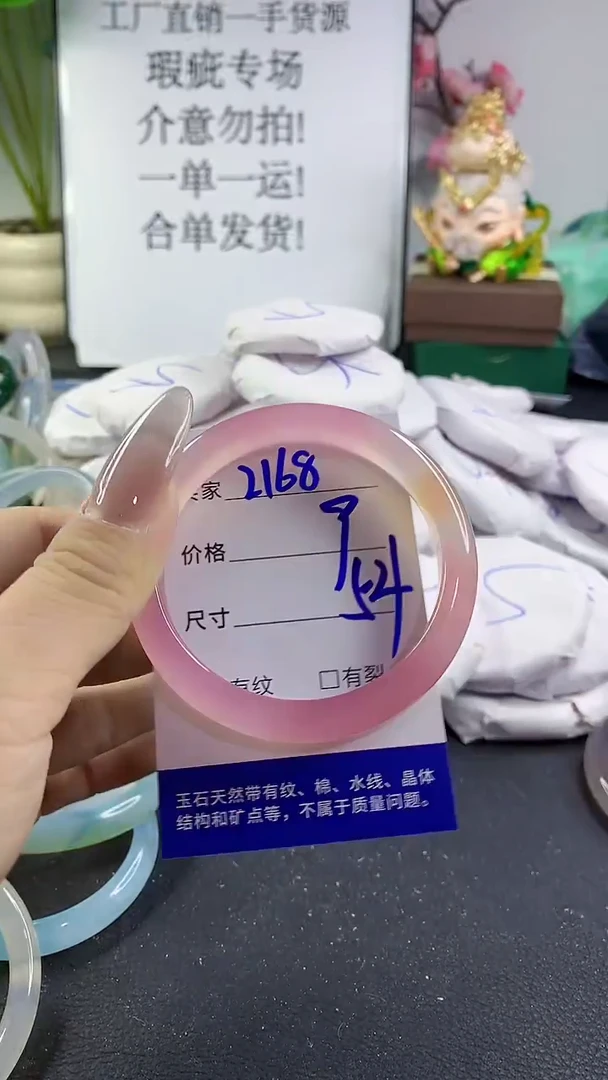 工厂直销一手货源
瑕疵专场
介意勿拍!
一单一运!
合单发货!
家 2168
价格
尺寸 54
有纹 □有裂
玉石天然带有纹、棉、水线、晶体
结构和矿点等，不属于质量问题。